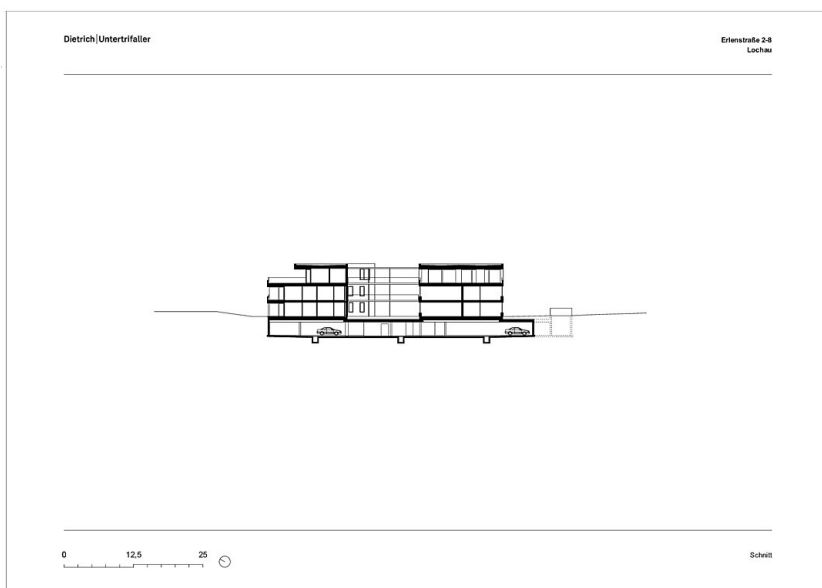 Dietrich|Untertrifaller
Erlenstraße 2-8
Lochau
0 12,5 25
Schnitt